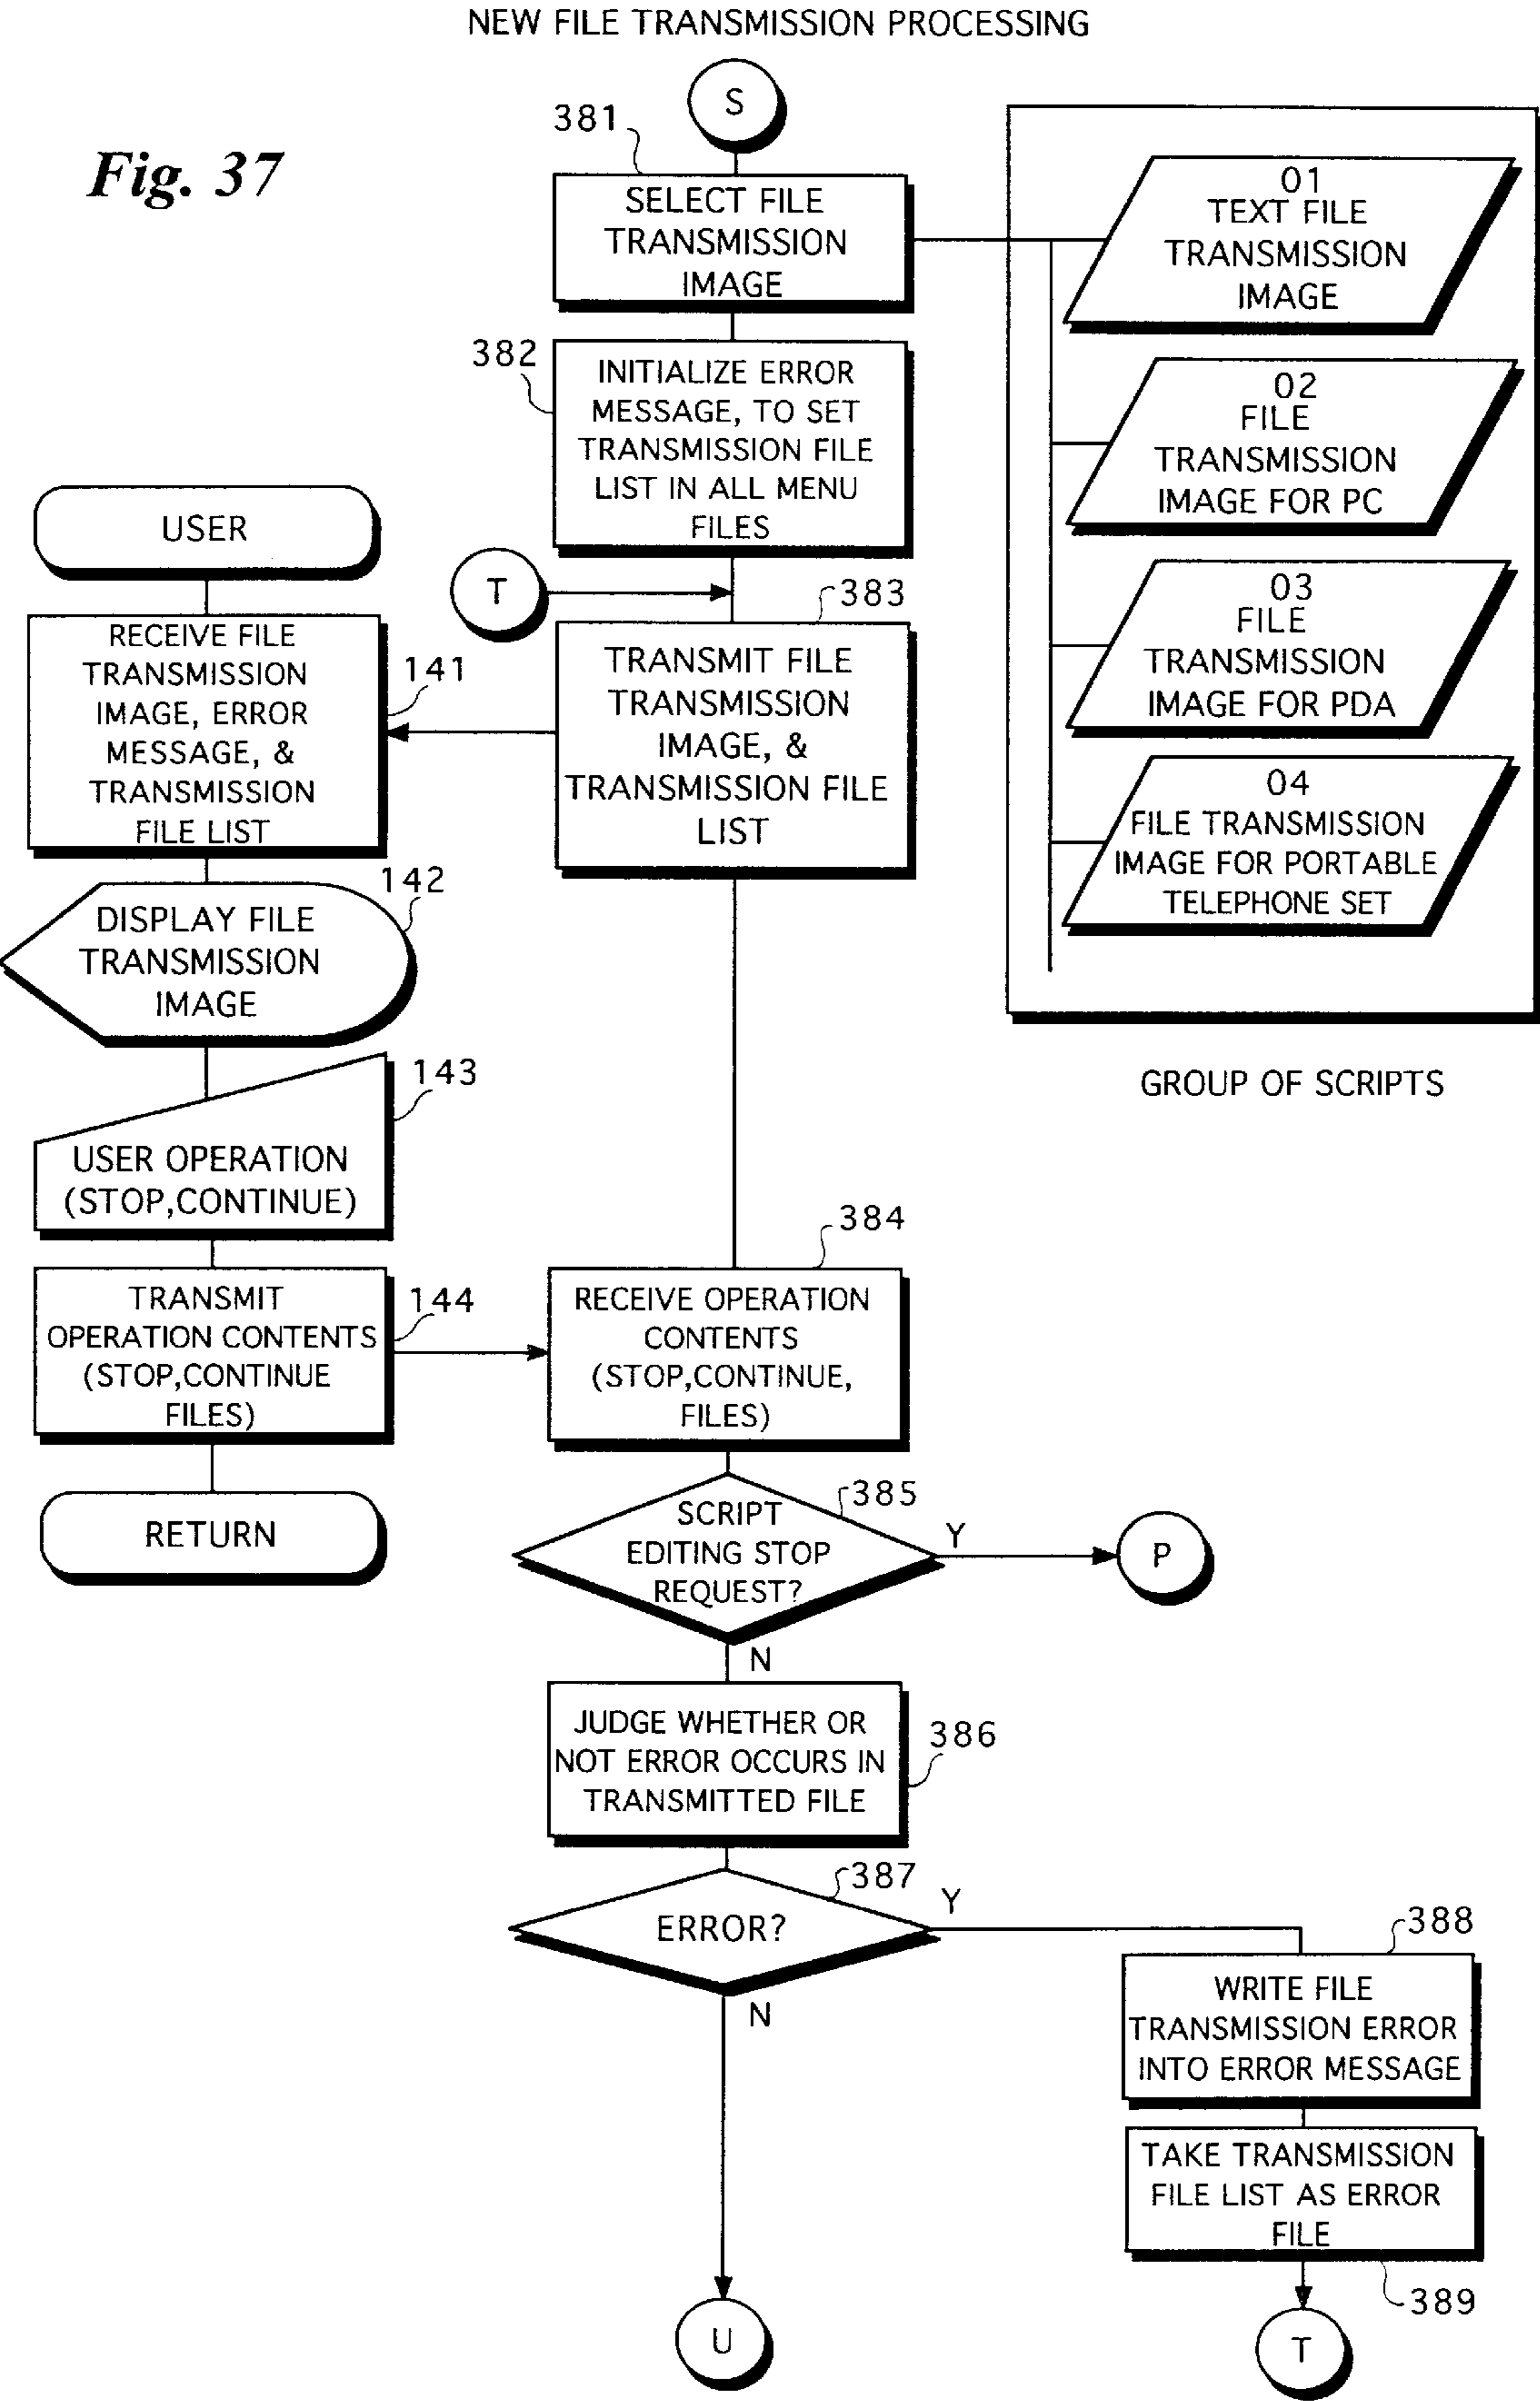 NEW FILE TRANSMISSION PROCESSING
Fig. 37
S
381
SELECT FILE
TRANSMISSION
IMAGE
01
TEXT FILE
TRANSMISSION
IMAGE
02
FILE
TRANSMISSION
IMAGE FOR PC
03
FILE
TRANSMISSION
IMAGE FOR PDA
04
FILE TRANSMISSION
IMAGE FOR PORTABLE
TELEPHONE SET
GROUP OF SCRIPTS
382
INITIALIZE ERROR
MESSAGE, TO SET
TRANSMISSION FILE
LIST IN ALL MENU
FILES
T
383
TRANSMIT FILE
TRANSMISSION
IMAGE, &
TRANSMISSION FILE
LIST
USER
RECEIVE FILE
TRANSMISSION
IMAGE, ERROR
MESSAGE, &
TRANSMISSION
FILE LIST
141
142
DISPLAY FILE
TRANSMISSION
IMAGE
143
USER OPERATION
(STOP,CONTINUE)
144
TRANSMIT
OPERATION CONTENTS
(STOP,CONTINUE
FILES)
RETURN
384
RECEIVE OPERATION
CONTENTS
(STOP,CONTINUE,
FILES)
385
SCRIPT
EDITING STOP
REQUEST?
Y
P
N
JUDGE WHETHER OR
NOT ERROR OCCURS IN
TRANSMITTED FILE
386
387
ERROR?
Y
N
388
WRITE FILE
TRANSMISSION ERROR
INTO ERROR MESSAGE
TAKE TRANSMISSION
FILE LIST AS ERROR
FILE
389
U
T